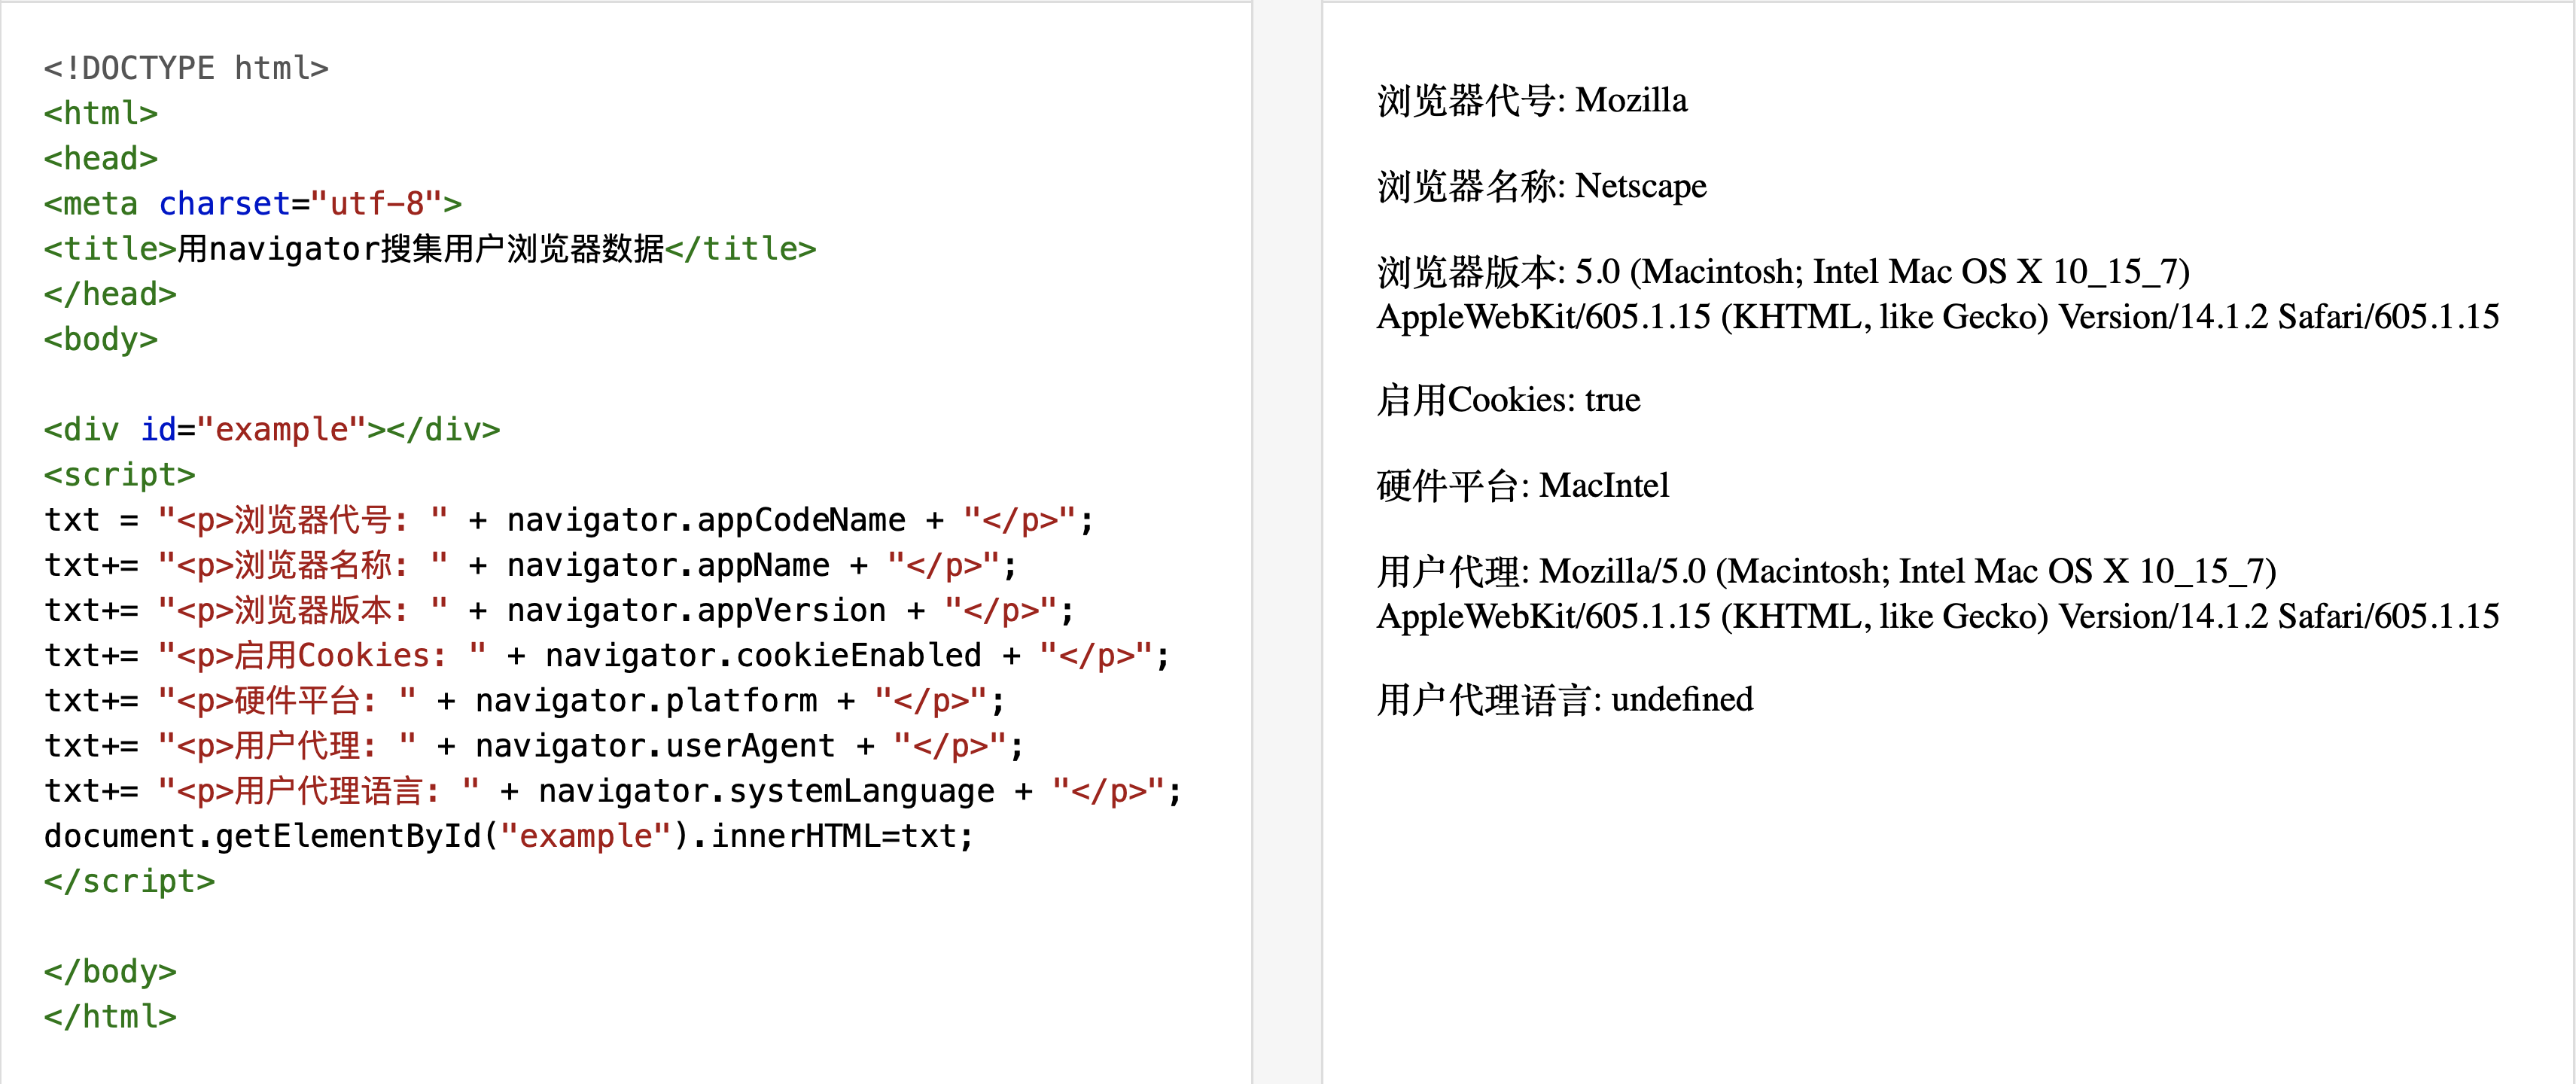 <!DOCTYPE html>
<html>
<head>
<meta charset="utf-8">
<title>用navigator搜集用户浏览器数据</title>
</head>
<body>
<div id="example"></div>
<script>
txt = "<p>浏览器代号: " + navigator.appCodeName + "</p>";
txt+= "<p>浏览器名称: " + navigator.appName + "</p>";
txt+= "<p>浏览器版本: " + navigator.appVersion + "</p>";
txt+= "<p>启用Cookies: " + navigator.cookieEnabled + "</p>";
txt+= "<p>硬件平台: " + navigator.platform + "</p>";
txt+= "<p>用户代理: " + navigator.userAgent + "</p>";
txt+= "<p>用户代理语言: " + navigator.systemLanguage + "</p>";
document.getElementById("example").innerHTML=txt;
</script>
</body>
</html>
浏览器代号: Mozilla
浏览器名称: Netscape
浏览器版本: 5.0 (Macintosh; Intel Mac OS X 10_15_7)
AppleWebKit/605.1.15 (KHTML, like Gecko) Version/14.1.2 Safari/605.1.15
启用Cookies: true
硬件平台: MacIntel
用户代理: Mozilla/5.0 (Macintosh; Intel Mac OS X 10_15_7)
AppleWebKit/605.1.15 (KHTML, like Gecko) Version/14.1.2 Safari/605.1.15
用户代理语言: undefined